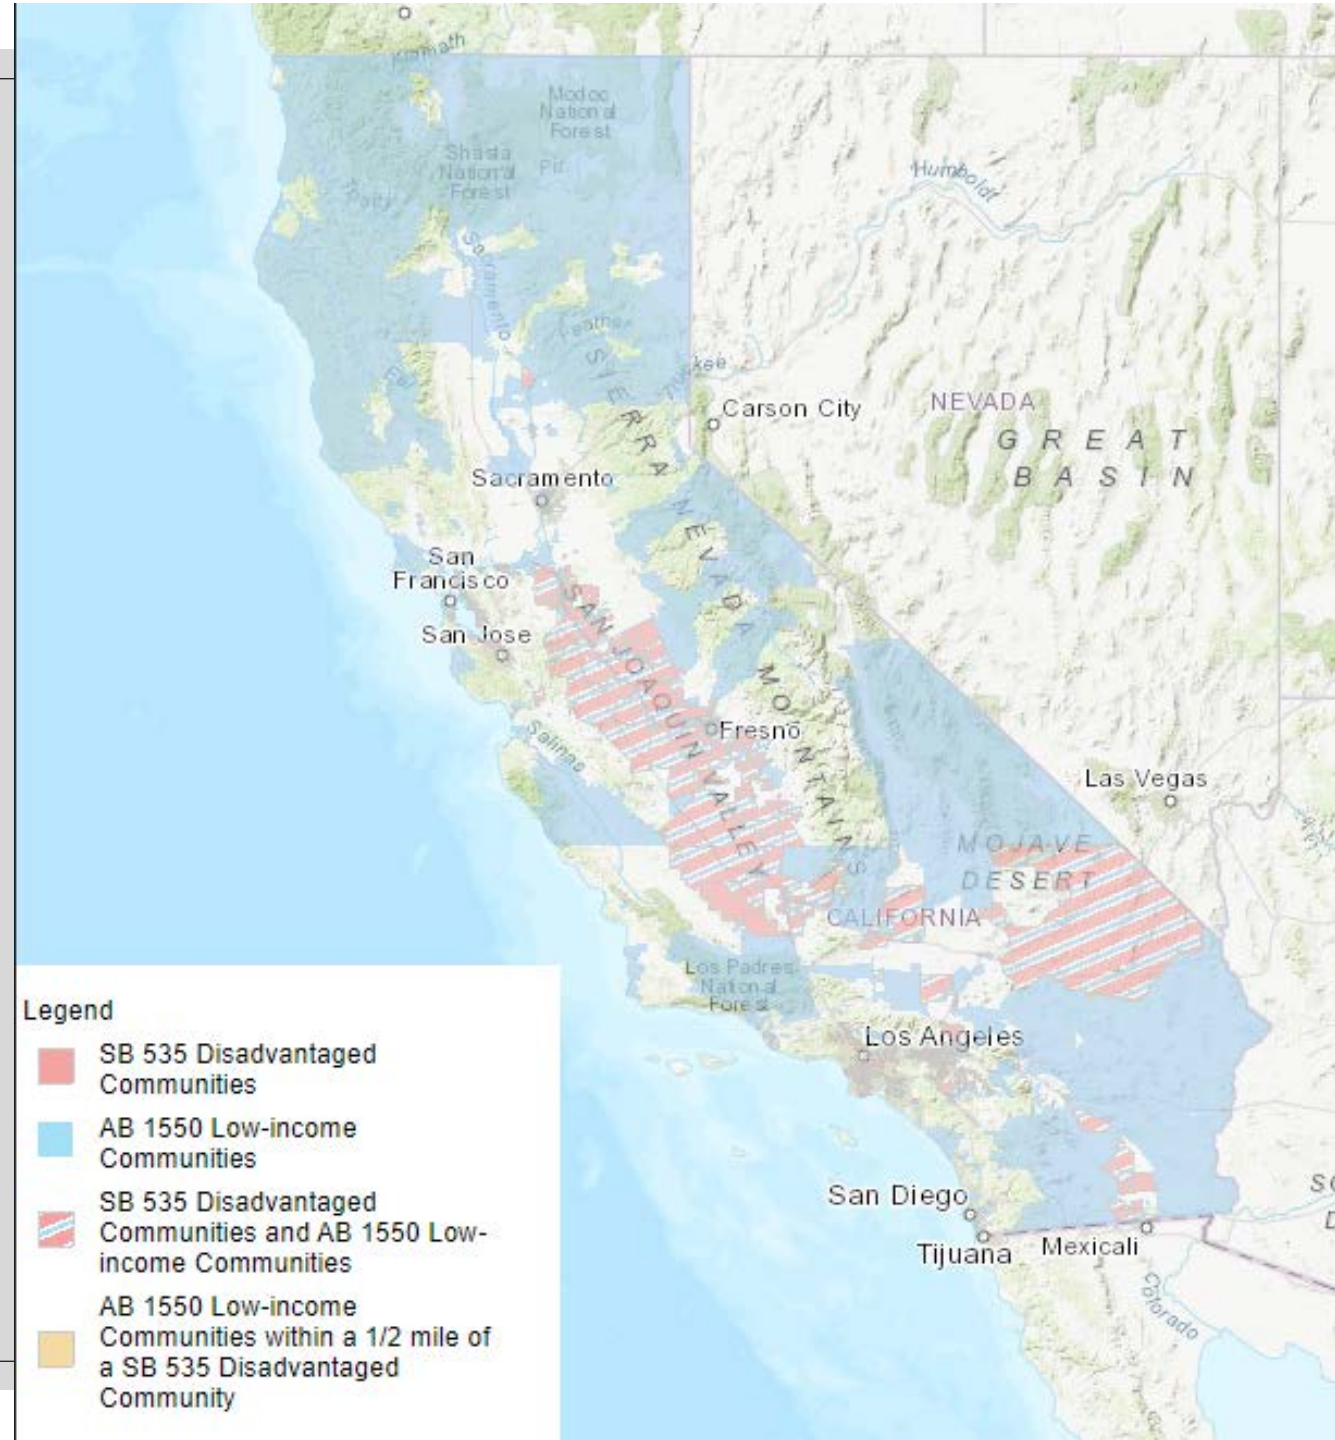 Klamath
Modoc
National
Forest
Shasta
National
Forest
Pit
Trinity
Humboldt
Sacramento
Feather
Eel
Truckee
Carson City
NEVADA
GREAT
BASIN
SIERRA NEVADA MOUNTAINS
Sacramento
San
Francisco
San Jose
SAN JOAQUIN VALLEY
Fresno
Salinas
Las Vegas
MOJAVE
DESERT
CALIFORNIA
Los Padres
National
Forest
Los Angeles
San Diego
Tijuana
Mexicali
Colorado
Legend
SB 535 Disadvantaged
Communities
AB 1550 Low-income
Communities
SB 535 Disadvantaged
Communities and AB 1550 Low-
income Communities
AB 1550 Low-income
Communities within a 1/2 mile of
a SB 535 Disadvantaged
Community